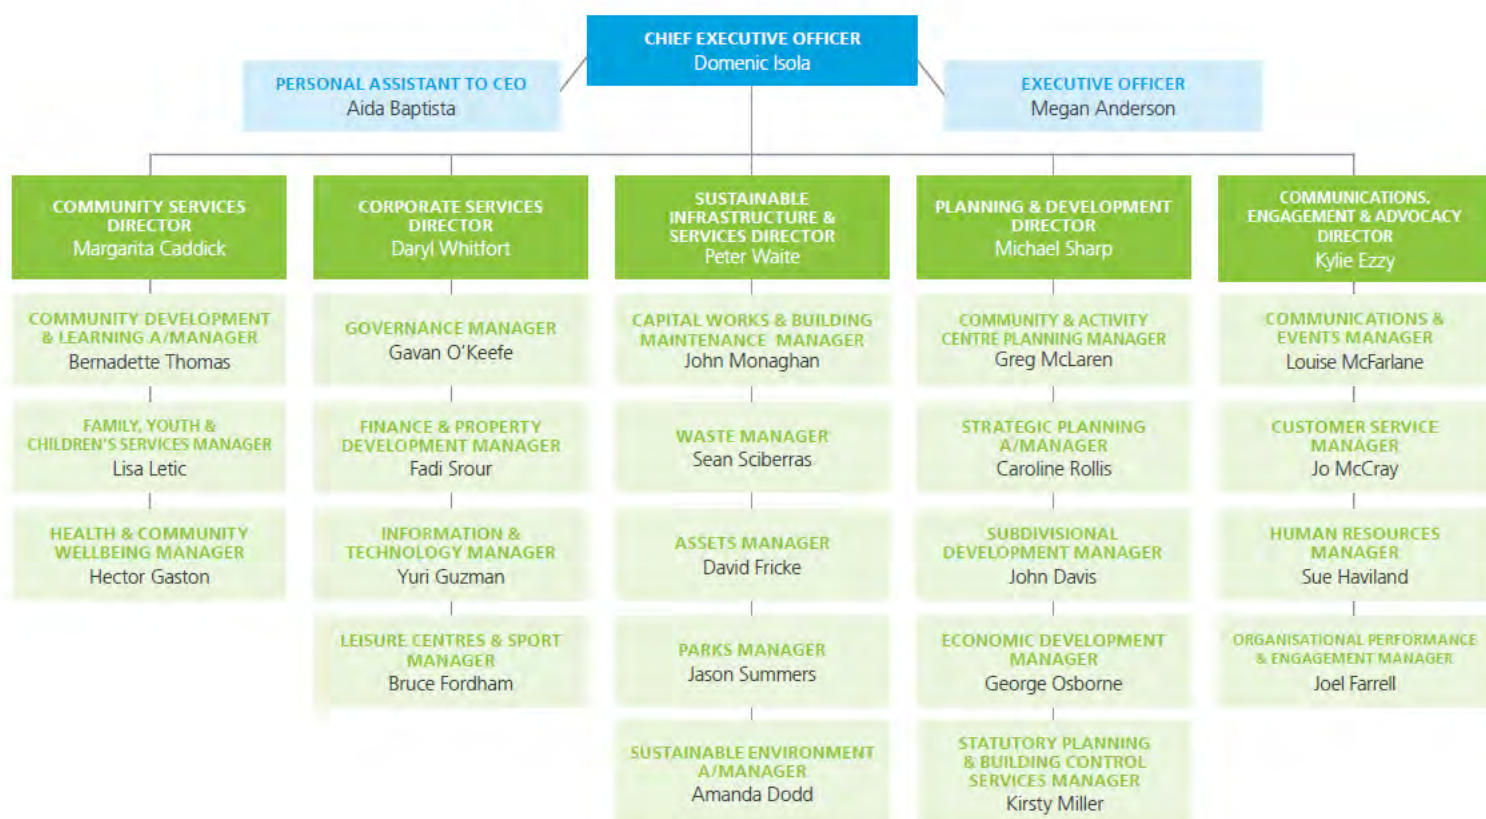 CHIEF EXECUTIVE OFFICER
Domenic Isola
PERSONAL ASSISTANT TO CEO
Aida Baptista
EXECUTIVE OFFICER
Megan Anderson
COMMUNITY SERVICES
DIRECTOR
Margarita Caddick
CORPORATE SERVICES
DIRECTOR
Daryl Whitfort
SUSTAINABLE
INFRASTRUCTURE &
SERVICES DIRECTOR
Peter Waite
PLANNING & DEVELOPMENT
DIRECTOR
Michael Sharp
COMMUNICATIONS,
ENGAGEMENT & ADVOCACY
DIRECTOR
Kylie Ezzy
COMMUNITY DEVELOPMENT
& LEARNING A/MANAGER
Bernadette Thomas
GOVERNANCE MANAGER
Gavan O'Keefe
CAPITAL WORKS & BUILDING
MAINTENANCE MANAGER
John Monaghan
COMMUNITY & ACTIVITY
CENTRE PLANNING MANAGER
Greg McLaren
COMMUNICATIONS &
EVENTS MANAGER
Louise McFarlane
FAMILY, YOUTH &
CHILDREN'S SERVICES MANAGER
Lisa Letic
FINANCE & PROPERTY
DEVELOPMENT MANAGER
Fadi Srour
WASTE MANAGER
Sean Sciberras
STRATEGIC PLANNING
A/MANAGER
Caroline Rollis
CUSTOMER SERVICE
MANAGER
Jo McCray
HEALTH & COMMUNITY
WELLBEING MANAGER
Hector Gaston
INFORMATION &
TECHNOLOGY MANAGER
Yuri Guzman
ASSETS MANAGER
David Fricke
SUBDIVISIONAL
DEVELOPMENT MANAGER
John Davis
HUMAN RESOURCES
MANAGER
Sue Haviland
LEISURE CENTRES & SPORT
MANAGER
Bruce Fordham
PARKS MANAGER
Jason Summers
ECONOMIC DEVELOPMENT
MANAGER
George Osborne
ORGANISATIONAL PERFORMANCE
& ENGAGEMENT MANAGER
Joel Farrell
SUSTAINABLE ENVIRONMENT
A/MANAGER
Amanda Dodd
STATUTORY PLANNING
& BUILDING CONTROL
SERVICES MANAGER
Kirsty Miller